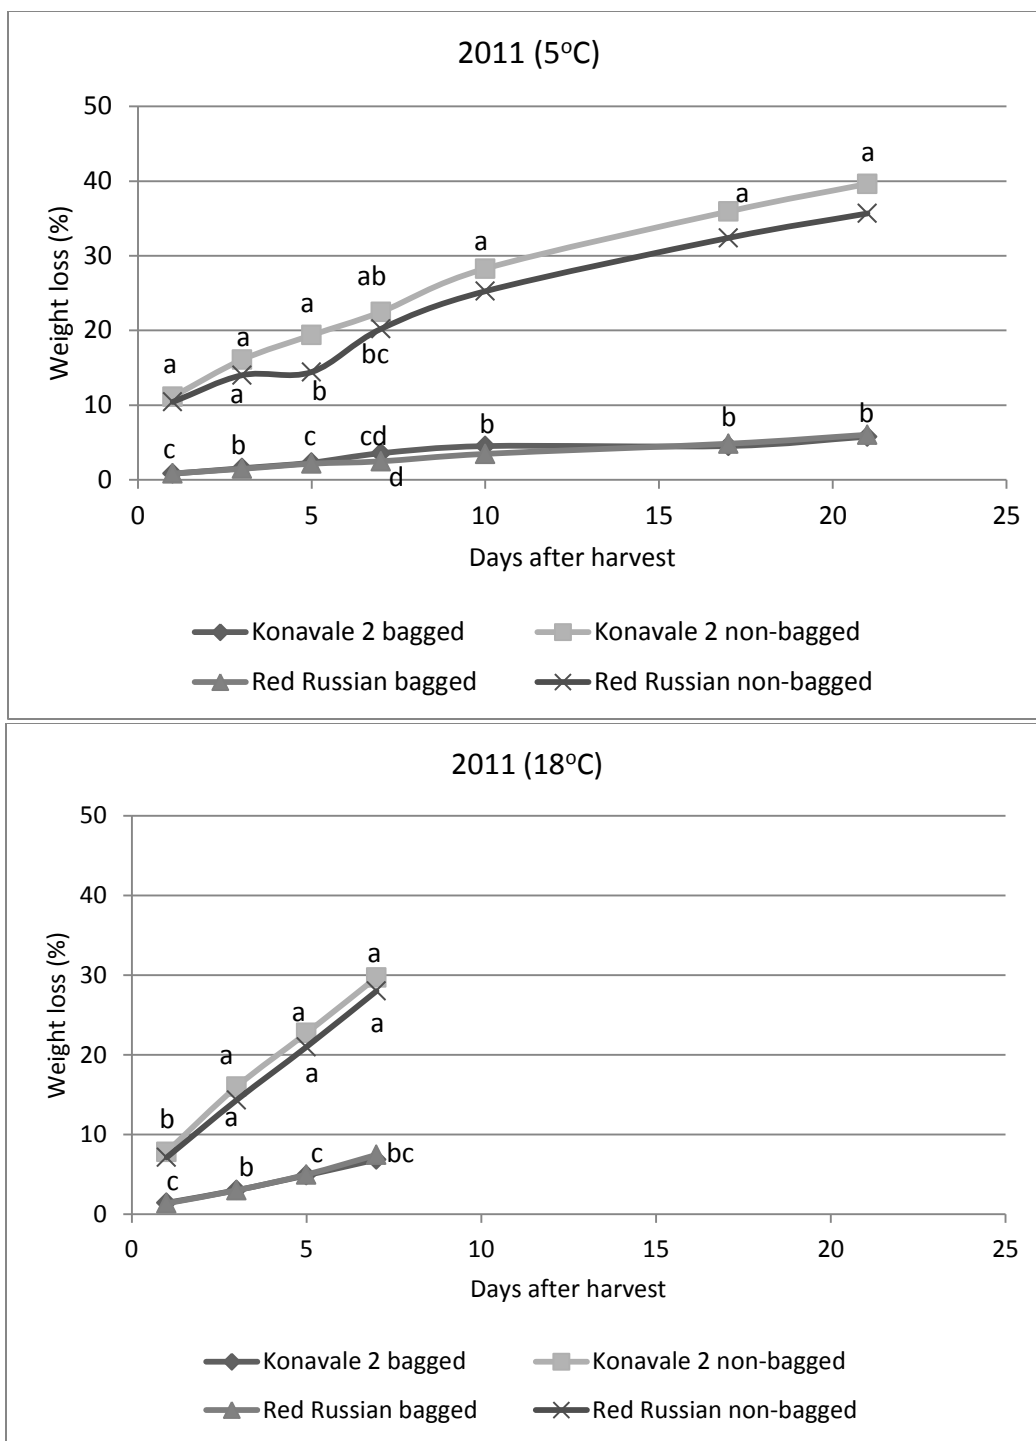 2011 (5°C)
50
40
30
20
10
0
Weight loss (%)
a
a
a
ab
a
a
a
a
b
bc
c
b
c
cd
d
b
b
b
0 5 10 15 20 25
Days after harvest
Konavale 2 bagged Konavale 2 non-bagged
Red Russian bagged Red Russian non-bagged
2011 (18°C)
50
40
30
20
10
0
Weight loss (%)
b
a
a
a
a
a
a
c
b
c
bc
0 5 10 15 20 25
Days after harvest
Konavale 2 bagged Konavale 2 non-bagged
Red Russian bagged Red Russian non-bagged